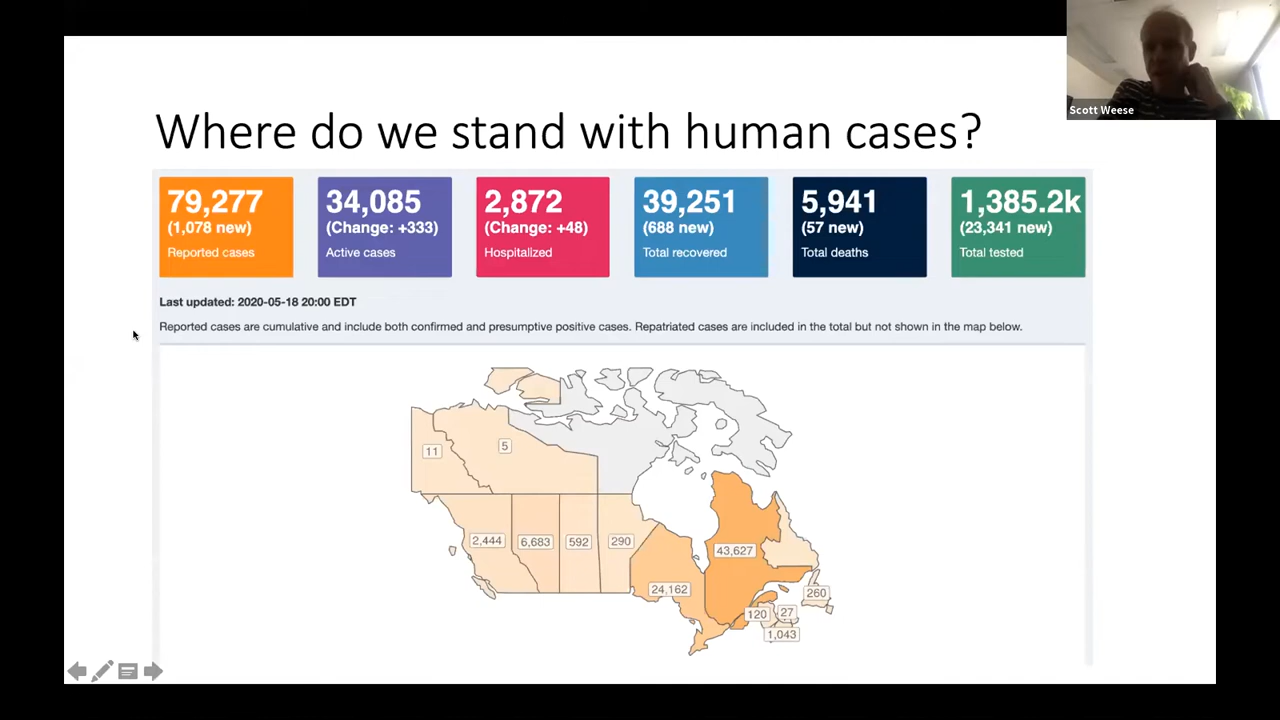 Scott Weese
Where do we stand with human cases?
79,277
(1,078 new)
Reported cases
34,085
(Change: +333)
Active cases
2,872
(Change: +48)
Hospitalized
39,251
(688 new)
Total recovered
5,941
(57 new)
Total deaths
1,385.2k
(23,341 new)
Total tested
Last updated: 2020-05-18 20:00 EDT
Reported cases are cumulative and include both confirmed and presumptive positive cases. Repatriated cases are included in the total but not shown in the map below.
11
5
2,444
6,683
592
290
43,627
24,162
260
120
27
1,043